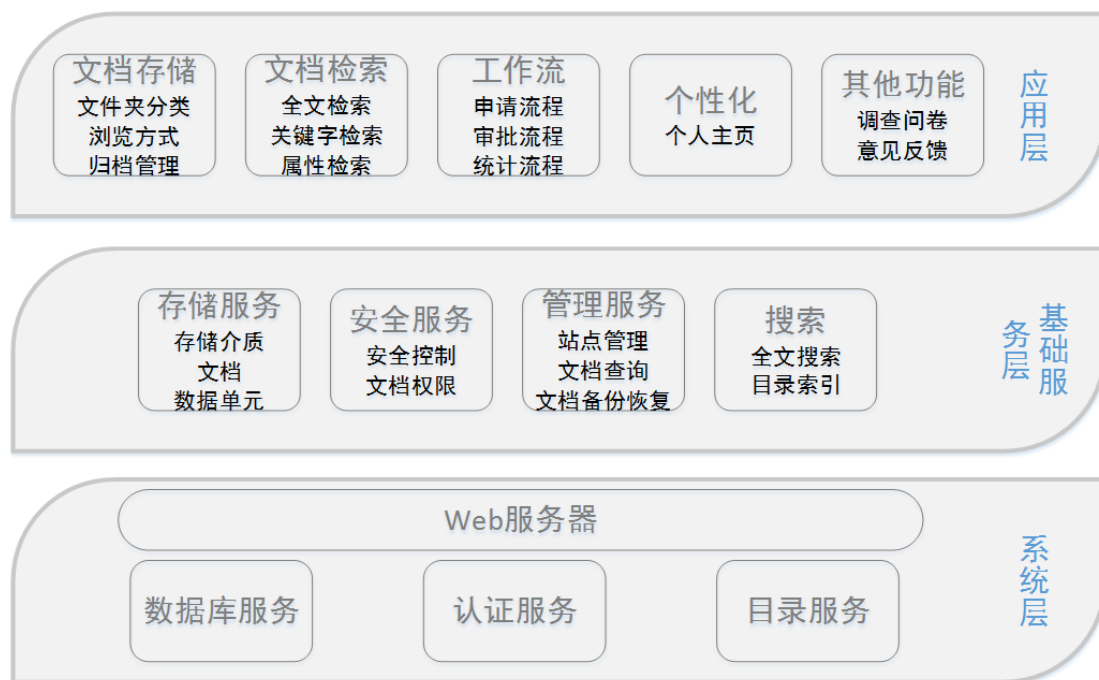 文档存储
文件夹分类
浏览方式
归档管理
文档检索
全文检索
关键字检索
属性检索
工作流
申请流程
审批流程
统计流程
个性化
个人主页
其他功能
调查问卷
意见反馈
应用层
存储服务
存储介质
文档
数据单元
安全服务
安全控制
文档权限
管理服务
站点管理
文档查询
文档备份恢复
搜索
全文搜索
目录索引
基础服
务层
Web服务器
数据库服务
认证服务
目录服务
系统层